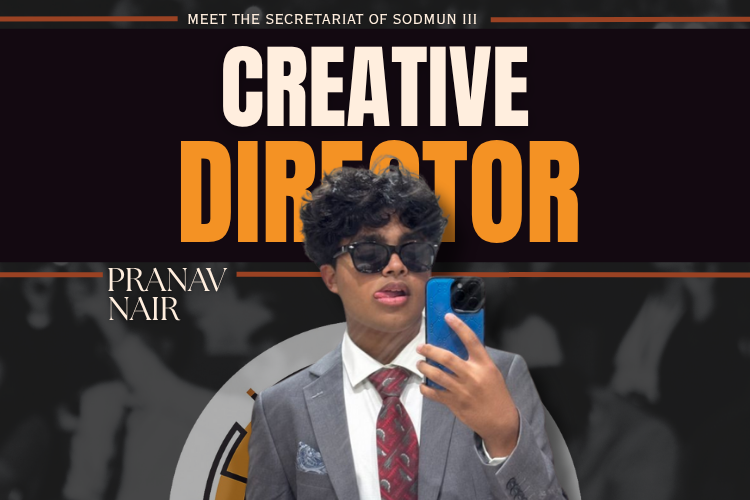 MEET THE SECRETARIAT OF SODMUN III
CREATIVE
DIRECTOR
PRANAV
NAIR